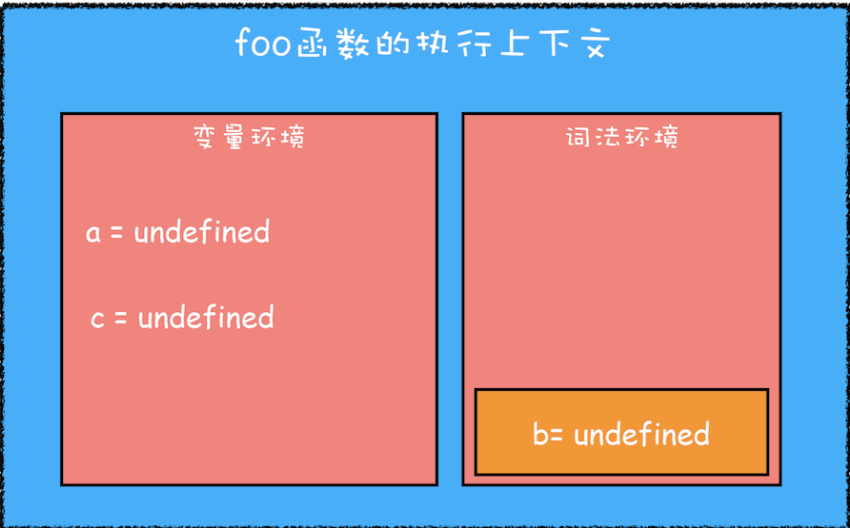 foo函数的执行上下文
变量环境
词法环境
a = undefined
c = undefined
b= undefined